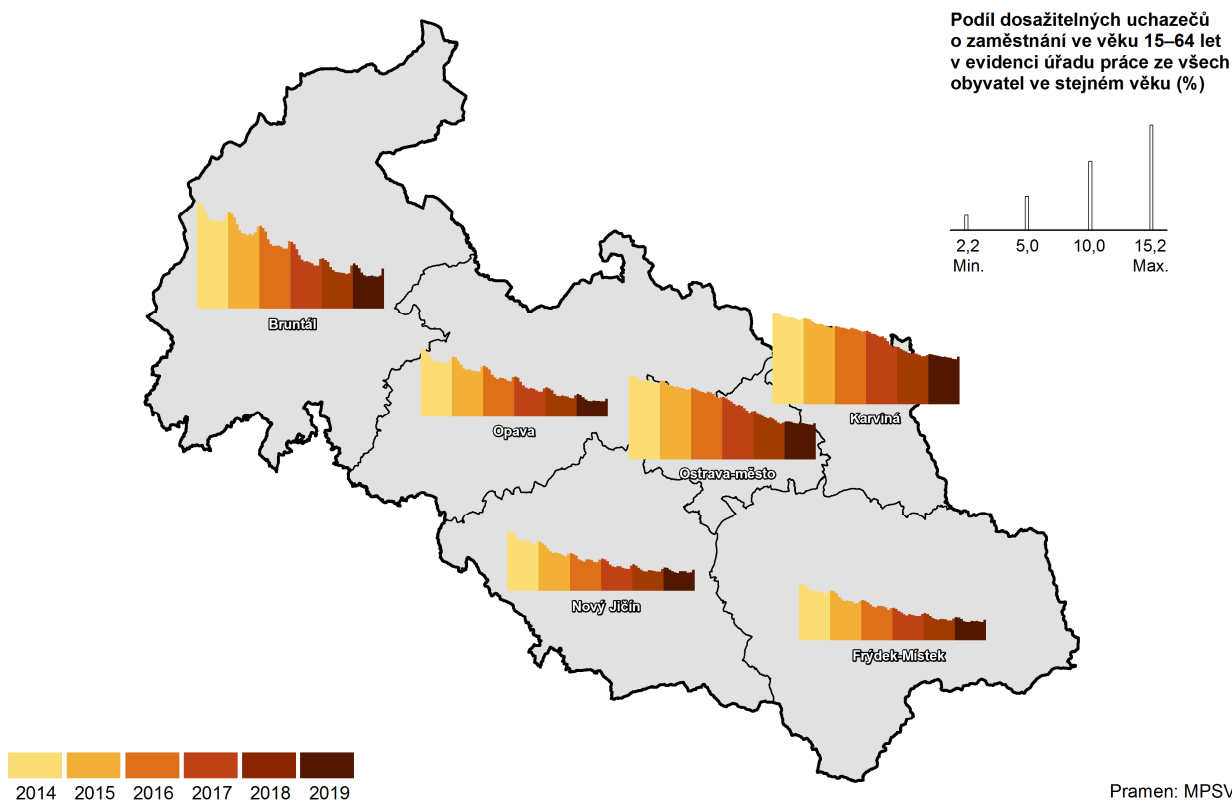 Podíl dosažitelných uchazečů
o zaměstnání ve věku 15–64 let
v evidenci úřadu práce ze všech
obyvatel ve stejném věku (%)
2,2 5,0 10,0 15,2
Min. Max.
Bruntál
Karviná
Opava
Ostrava-město
Nový Jičín
Frýdek-Místek
2014 2015 2016 2017 2018 2019
Pramen: MPSV